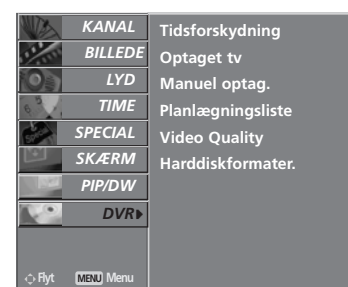 KANAL
BILLEDE
LYD
TIME
SPECIAL
SKÆRM
PIP/DW
DVR
Flyt MENU Menu
Tidsforskydning
Optaget tv
Manuel optag.
Planlægningsliste
Video Quality
Harddiskformater.